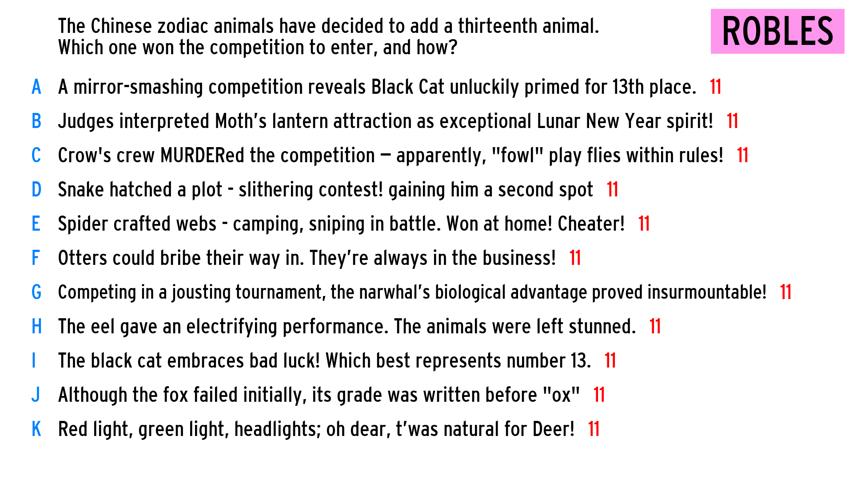 The Chinese zodiac animals have decided to add a thirteenth animal.
Which one won the competition to enter, and how?
ROBLES
A A mirror-smashing competition reveals Black Cat unluckily primed for 13th place. 11
B Judges interpreted Moth's lantern attraction as exceptional Lunar New Year spirit! 11
C Crow's crew MURDERed the competition – apparently, "fowl" play flies within rules! 11
D Snake hatched a plot - slithering contest! gaining him a second spot 11
E Spider crafted webs - camping, sniping in battle. Won at home! Cheater! 11
F Otters could bribe their way in. They're always in the business! 11
G Competing in a jousting tournament, the narwhal's biological advantage proved insurmountable! 11
H The eel gave an electrifying performance. The animals were left stunned. 11
I The black cat embraces bad luck! Which best represents number 13. 11
J Although the fox failed initially, its grade was written before "ox" 11
K Red light, green light, headlights; oh dear, t'was natural for Deer! 11